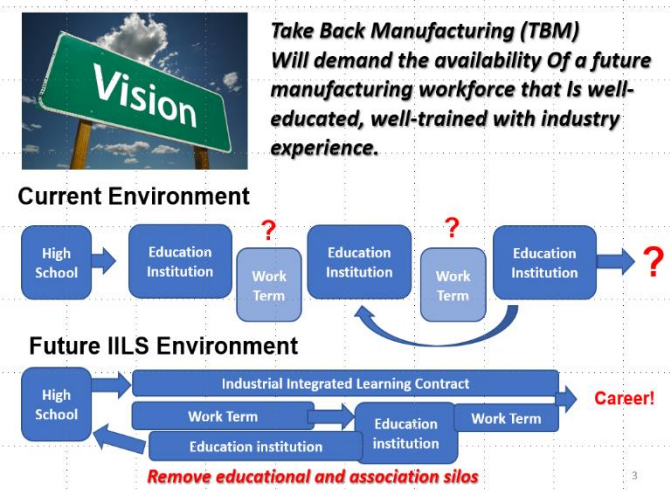 Vision
Take Back Manufacturing (TBM)
Will demand the availability Of a future
manufacturing workforce that Is well-
educated, well-trained with industry
experience.
Current Environment
High
School
Education
Institution
?
Work
Term
Education
Institution
?
Work
Term
Education
Institution
?
Future IILS Environment
High
School
Industrial Integrated Learning Contract
Career!
Work Term
Education
institution
Work Term
Education institution
Remove educational and association silos
3